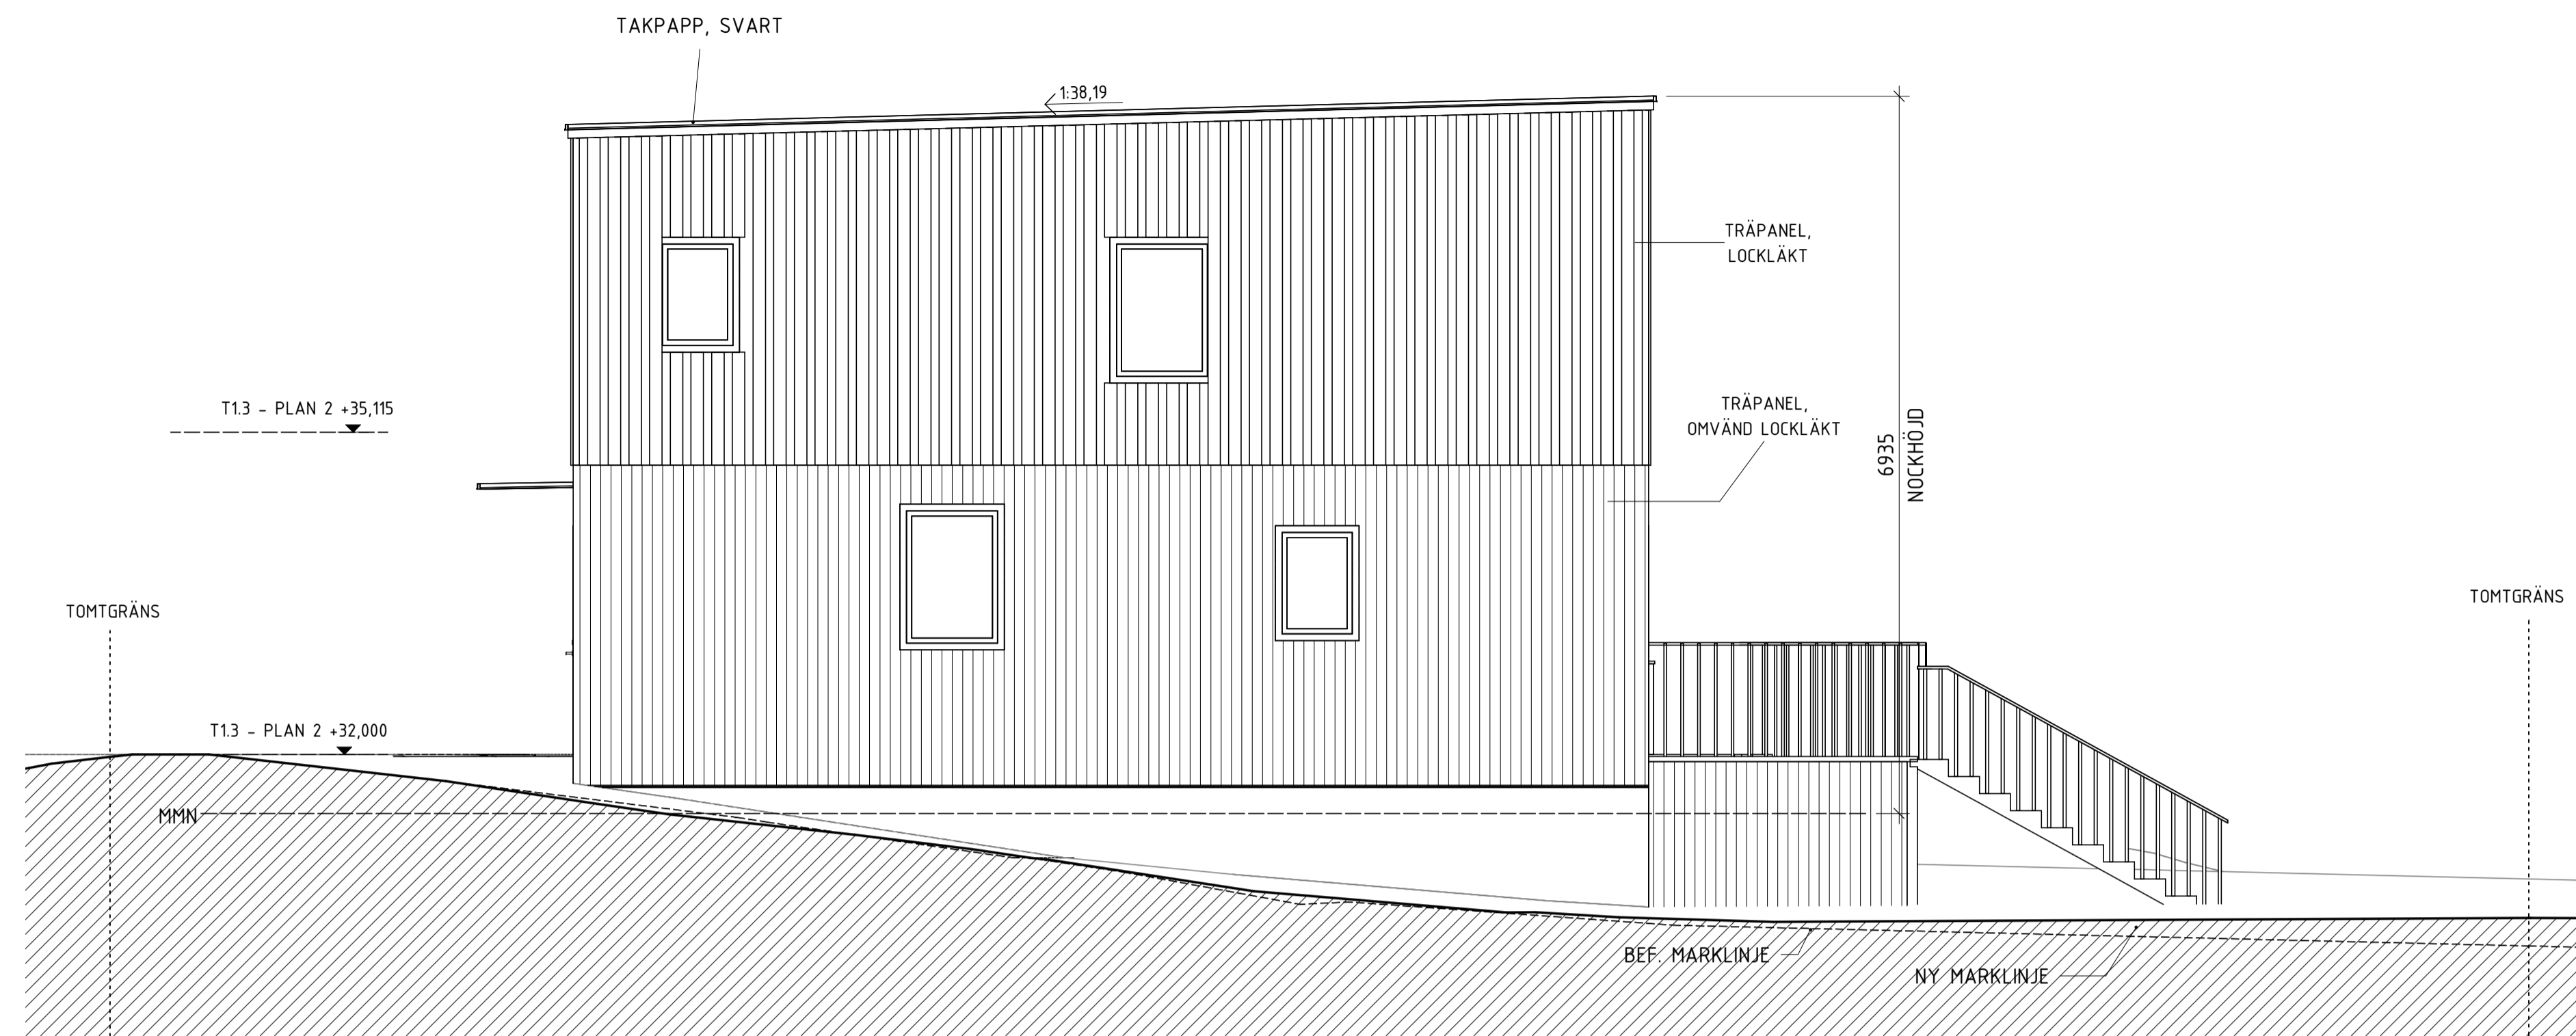 TAKPAPP, SVART
1:38,19
TRÄPANEL,
LOCKLÄKT
T1.3 - PLAN 2 +35,115
TRÄPANEL,
OMVÄND LOCKLÄKT
6935
NOCKHÖJD
TOMTGRÄNS
TOMTGRÄNS
T1.3 - PLAN 2 +32,000
MMN
BEF. MARKLINJE
NY MARKLINJE